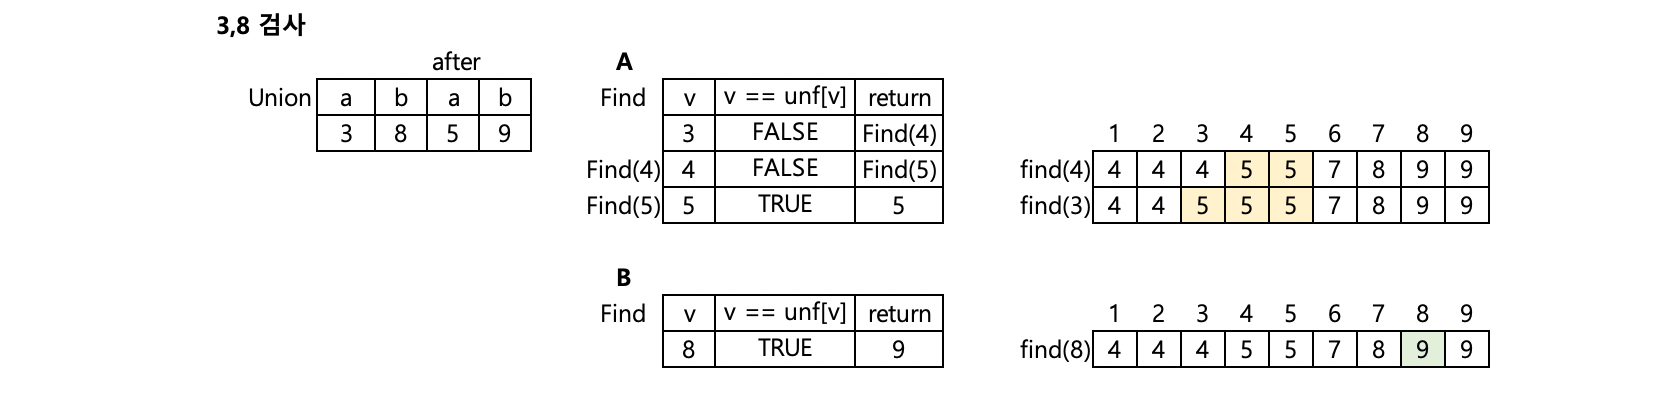 3,8 검사
after
A
Union a b a b
Find v v == unf[v] return
3 8 5 9
3 FALSE Find(4)
1 2 3 4 5 6 7 8 9
Find(4) 4 FALSE Find(5)
find(4) 4 4 4 5 5 7 8 9 9
Find(5) 5 TRUE 5
find(3) 4 4 5 5 5 7 8 9 9
B
Find v v == unf[v] return
1 2 3 4 5 6 7 8 9
8 TRUE 9
find(8) 4 4 4 5 5 7 8 9 9